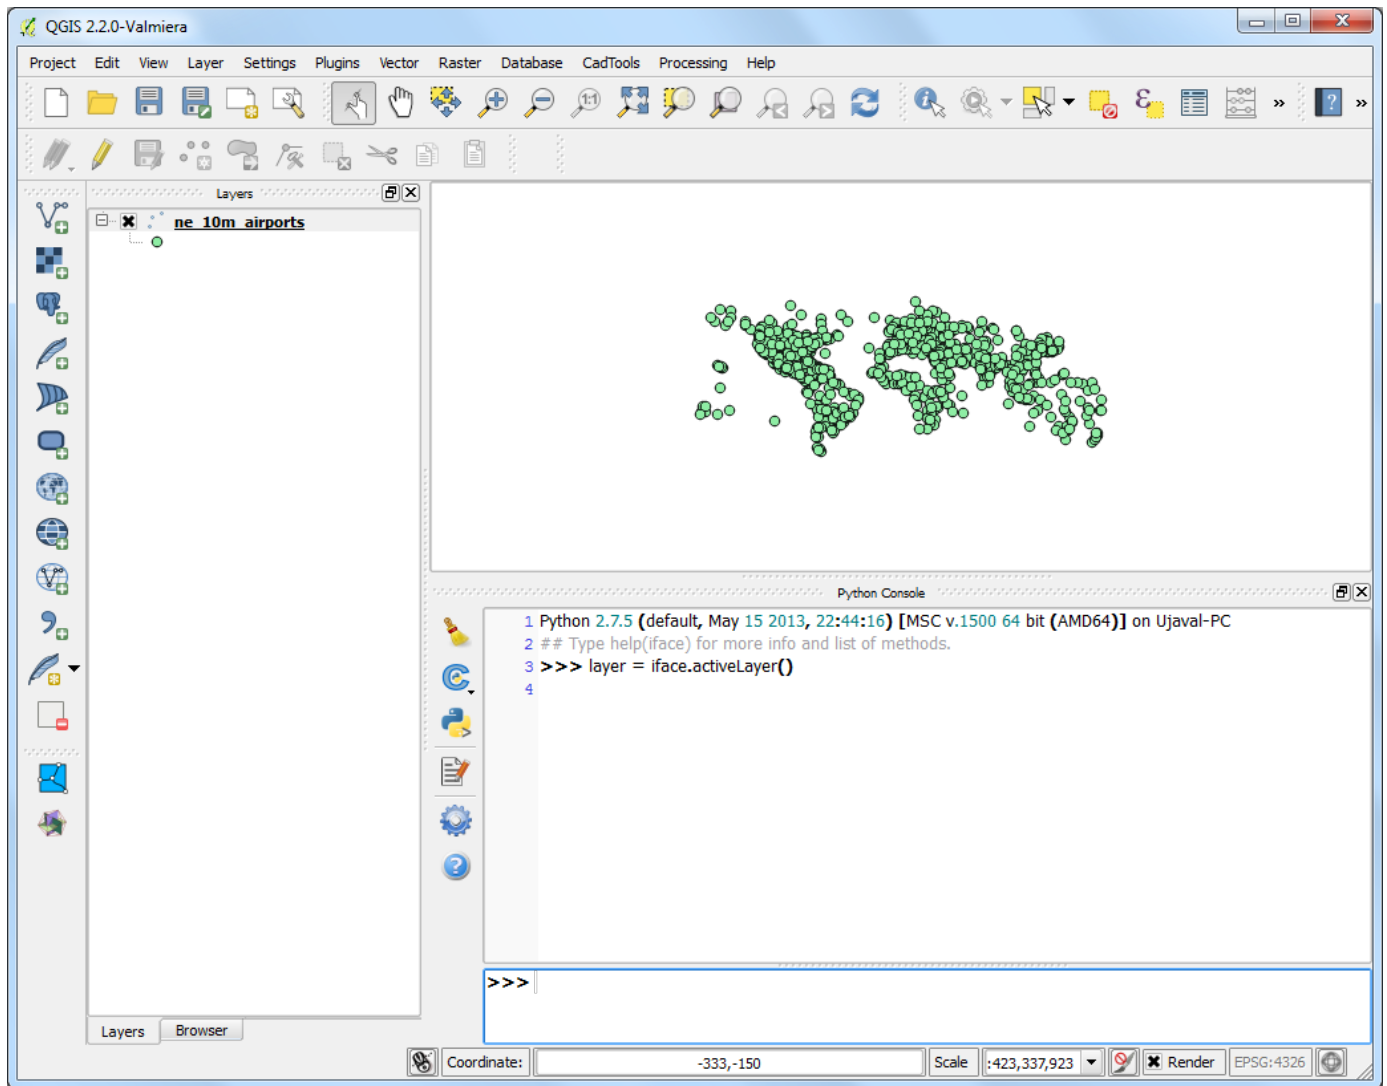 QGIS 2.2.0-Valmiera
Project Edit View Layer Settings Plugins Vector Raster Database CadTools Processing Help
Layers
ne_10m_airports
Python Console
1 Python 2.7.5 (default, May 15 2013, 22:44:16) [MSC v.1500 64 bit (AMD64)] on Ujaval-PC
2 ## Type help(iface) for more info and list of methods.
3 >>> layer = iface.activeLayer()
4
>>>
Layers Browser
Coordinate: -333,-150 Scale :423,337,923 Render EPSG:4326